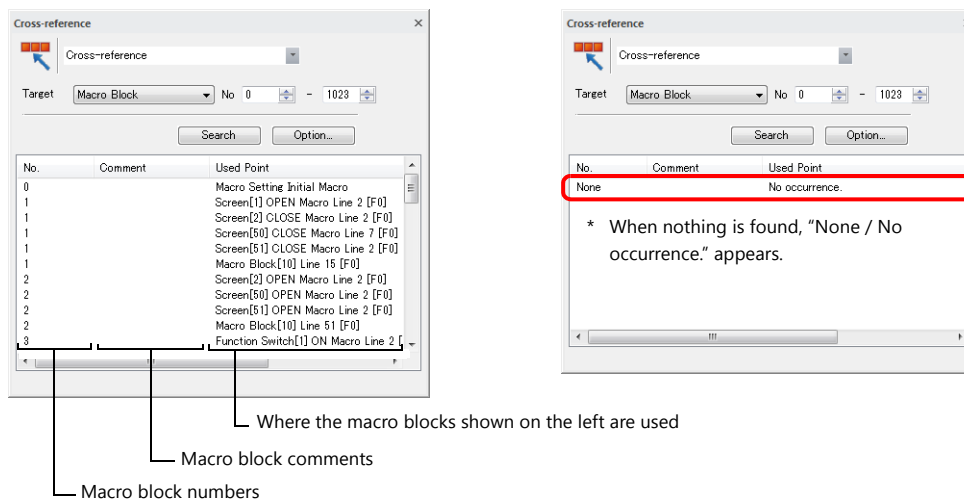 Cross-reference
Cross-reference
Target Macro Block No 0 - 1023
Search Option...
No. Comment Used Point
0 Macro Setting Initial Macro
1 Screen[1] OPEN Macro Line 2 [F0]
1 Screen[2] CLOSE Macro Line 2 [F0]
1 Screen[50] CLOSE Macro Line 7 [F0]
1 Screen[51] CLOSE Macro Line 2 [F0]
1 Macro Block[10] Line 15 [F0]
2 Screen[2] OPEN Macro Line 2 [F0]
2 Screen[50] OPEN Macro Line 2 [F0]
2 Screen[51] OPEN Macro Line 2 [F0]
2 Macro Block[10] Line 51 [F0]
3 Function Switch[1] ON Macro Line 2 [
Where the macro blocks shown on the left are used
Macro block comments
Macro block numbers
Cross-reference
Cross-reference
Target Macro Block No 0 - 1023
Search Option...
No. Comment Used Point
None No occurrence.
* When nothing is found, “None / No
occurrence.” appears.